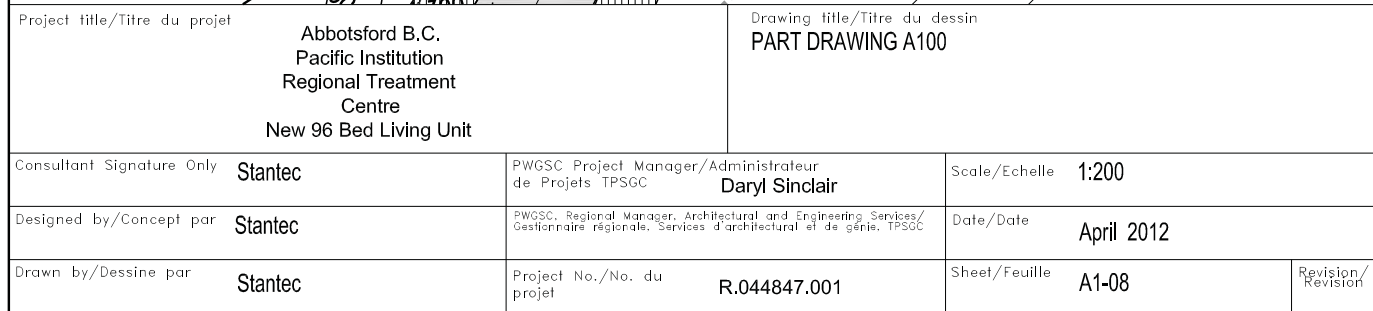 Project title/Titre du projet
Abbotsford B.C.
Pacific Institution
Regional Treatment
Centre
New 96 Bed Living Unit
Drawing title/Titre du dessin
PART DRAWING A100
Consultant Signature Only Stantec
PWGSC Project Manager/Administrateur
de Projets TPSGC Daryl Sinclair
Scale/Echelle 1:200
Designed by/Concept par Stantec
PWGSC, Regional Manager, Architectural and Engineering Services/
Gestionnaire régionale, Services d'architectural et de génie, TPSGC
Date/Date April 2012
Drawn by/Dessine par Stantec
Project No./No. du
projet R.044847.001
Sheet/Feuille A1-08
Revision/
Revision